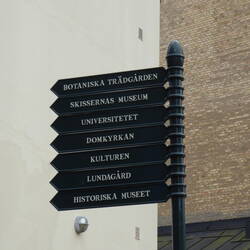 BOTANISKA TRÄDGÅRDEN
SKISSERNAS MUSEUM
UNIVERSITETET
DOMKYRKAN
KULTUREN
LUNDAGÅRD
HISTORISKA MUSEET